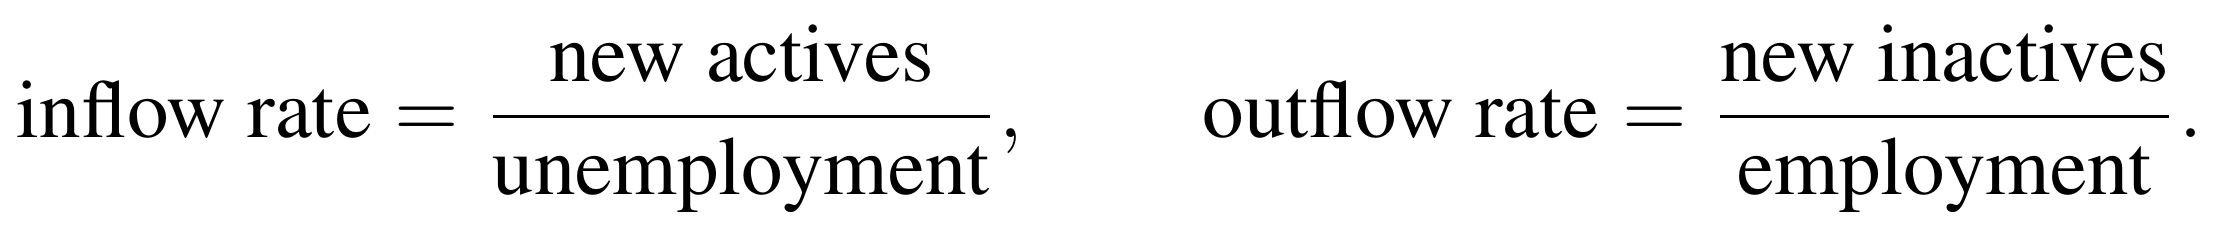 inflow rate = new actives / unemployment, outflow rate = new inactives / employment.